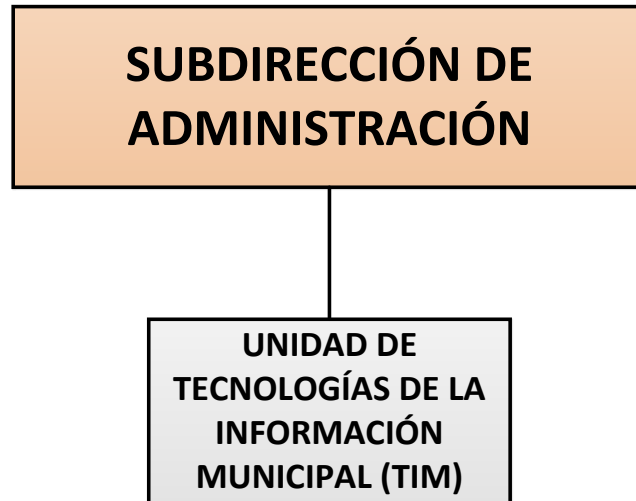 SUBDIRECCIÓN DE
ADMINISTRACIÓN
UNIDAD DE
TECNOLOGÍAS DE LA
INFORMACIÓN
MUNICIPAL (TIM)